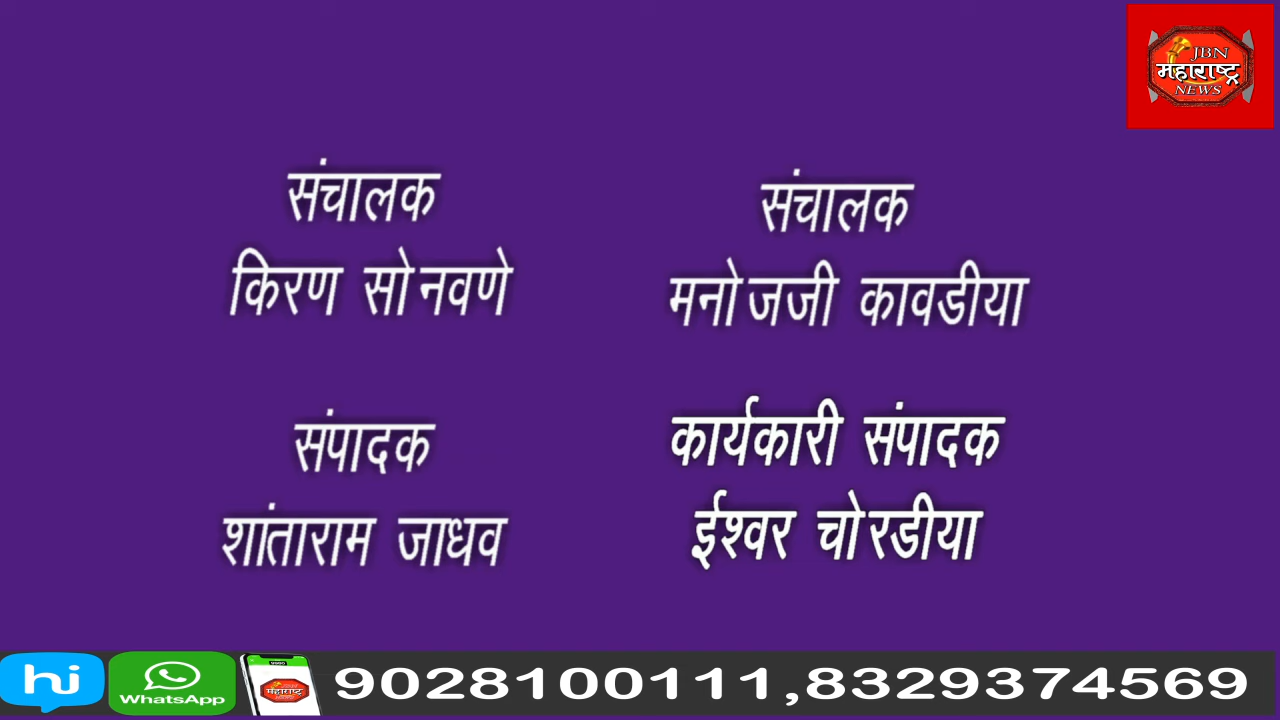 JBN
महाराष्ट्र
NEWS
संचालक
किरण सोनवणे
संचालक
मनोजजी कावडीया
संपादक
शांताराम जाधव
कार्यकारी संपादक
ईश्वर चोरडीया
hi
WhatsApp
महाराष्ट्र
9028100111,8329374569